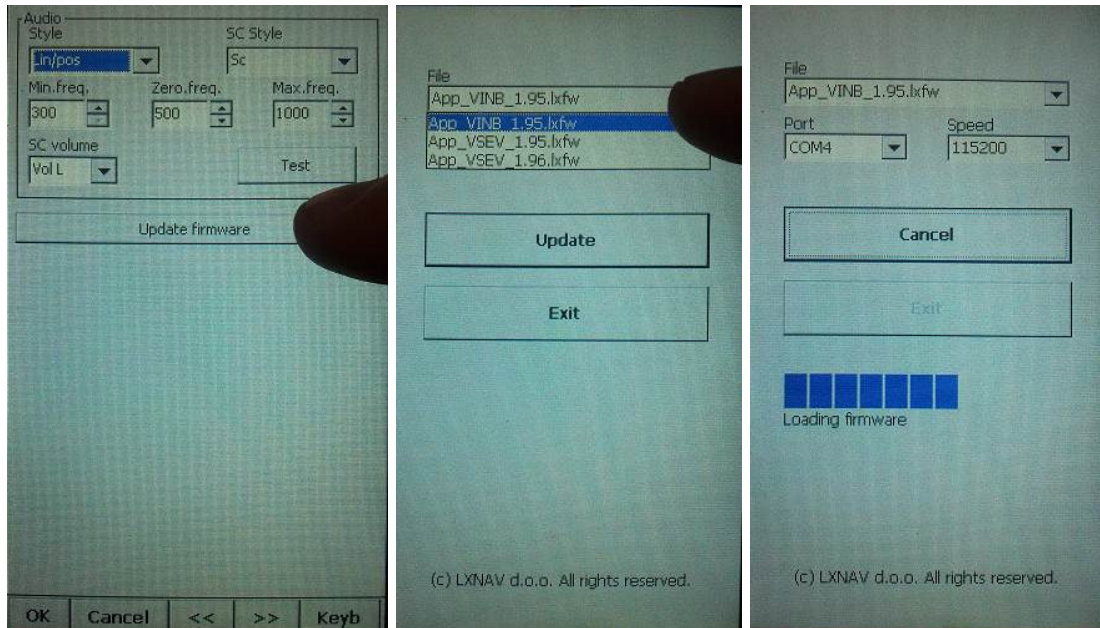 Audio
Style SC Style
Lin/pos Sc
Min.freq. Zero.freq. Max.freq.
300 500 1000
SC volume
Vol L Test
Update firmware
OK Cancel << >> Keyb
File
App_VINB_1.95.lxfw
App_VINB_1.95.lxfw
App_VSEV_1.95.lxfw
App_VSEV_1.96.lxfw
Update
Exit
(c) LXNAV d.o.o. All rights reserved.
File
App_VINB_1.95.lxfw
Port Speed
COM4 115200
Cancel
Exit
Loading firmware
(c) LXNAV d.o.o. All rights reserved.